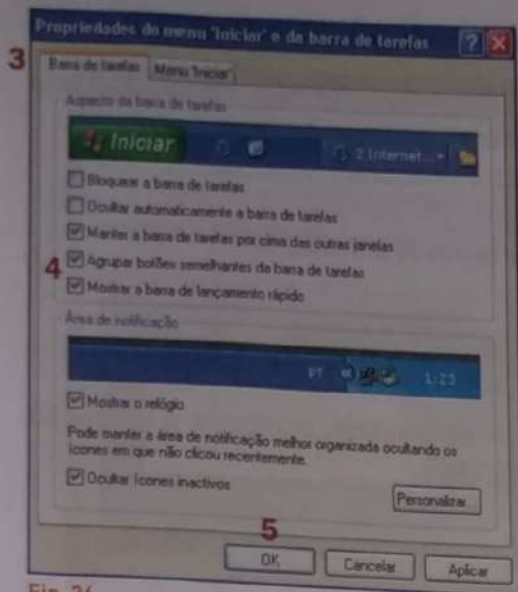 Propriedades do menu 'Iniciar' e da barra de tarefas
3
Barra de tarefas
Menu 'Iniciar'
Aspecto da barra de tarefas
Iniciar
2 Internet...
Bloquear a barra de tarefas
Ocultar automaticamente a barra de tarefas
Manter a barra de tarefas por cima das outras janelas
4
Agrupar botões semelhantes da barra de tarefas
Mostrar a barra de lançamento rápido
Área de notificação
PT
1:23
Mostrar o relógio
Pode manter a área de notificação melhor organizada ocultando os
ícones em que não clicou recentemente.
Ocultar ícones inactivos
Personalizar...
5
OK
Cancelar
Aplicar